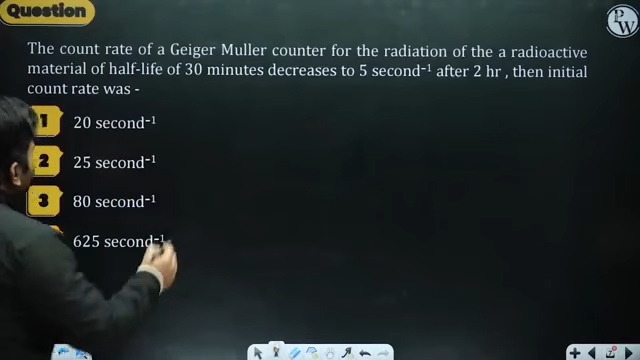 Question
P
W
The count rate of a Geiger Muller counter for the radiation of the a radioactive
material of half-life of 30 minutes decreases to 5 second⁻¹ after 2 hr , then initial
count rate was -
1 20 second⁻¹
2 25 second⁻¹
3 80 second⁻¹
625 second⁻¹